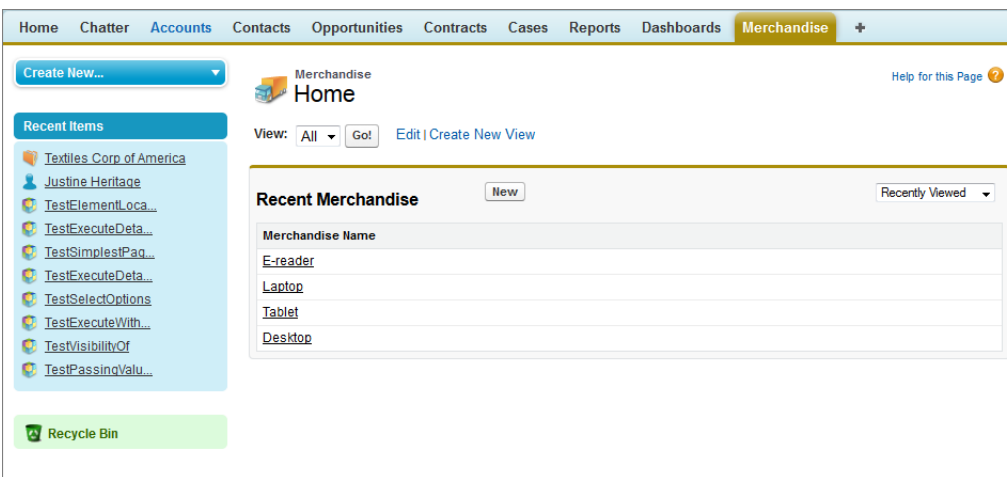 Home Chatter Accounts Contacts Opportunities Contracts Cases Reports Dashboards Merchandise +
Create New...
Recent Items
Textiles Corp of America
Justine Heritage
TestElementLoca...
TestExecuteDeta...
TestSimplestPag...
TestExecuteDeta...
TestSelectOptions
TestExecuteWith...
TestVisibilityOf
TestPassingValu...
Recycle Bin
Merchandise
Home
Help for this Page ?
View: All Go! Edit | Create New View
Recent Merchandise New Recently Viewed
Merchandise Name
E-reader
Laptop
Tablet
Desktop